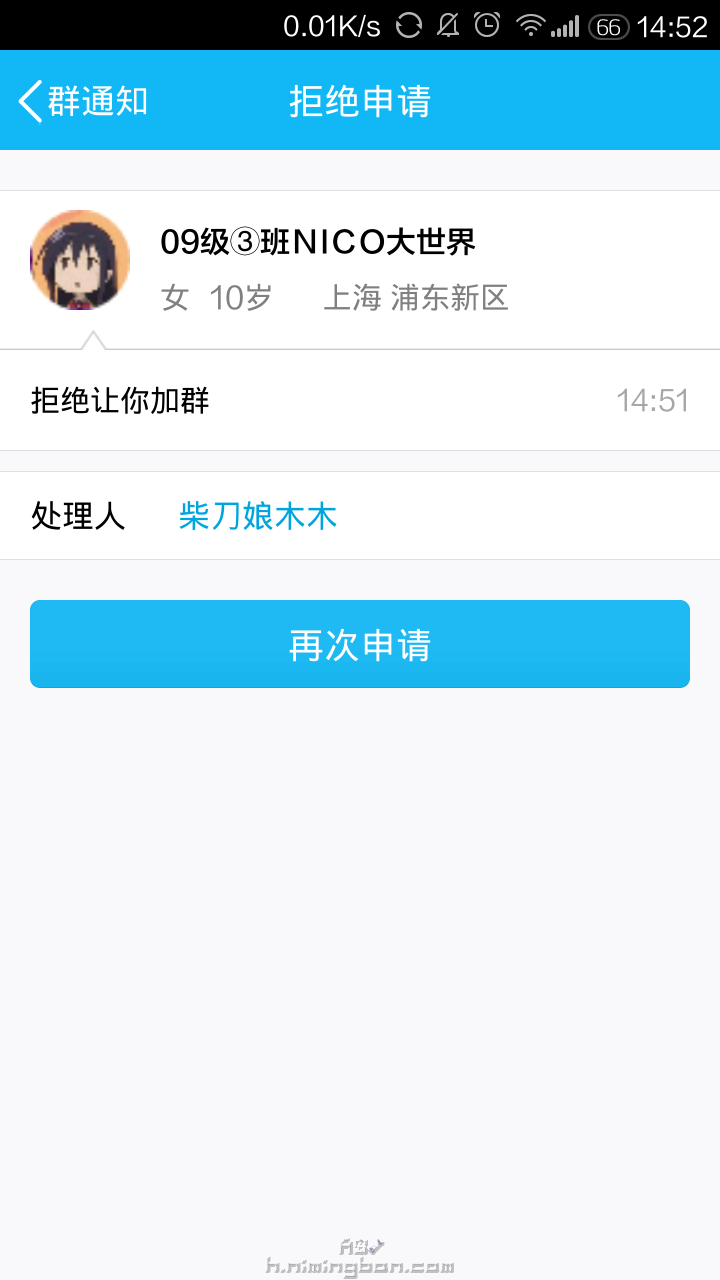 0.01K/s 66 14:52
群通知 拒绝申请
09级③班NICO大世界
女 10岁 上海 浦东新区
拒绝让你加群 14:51
处理人 柴刀娘木木
再次申请
h.nimingban.com